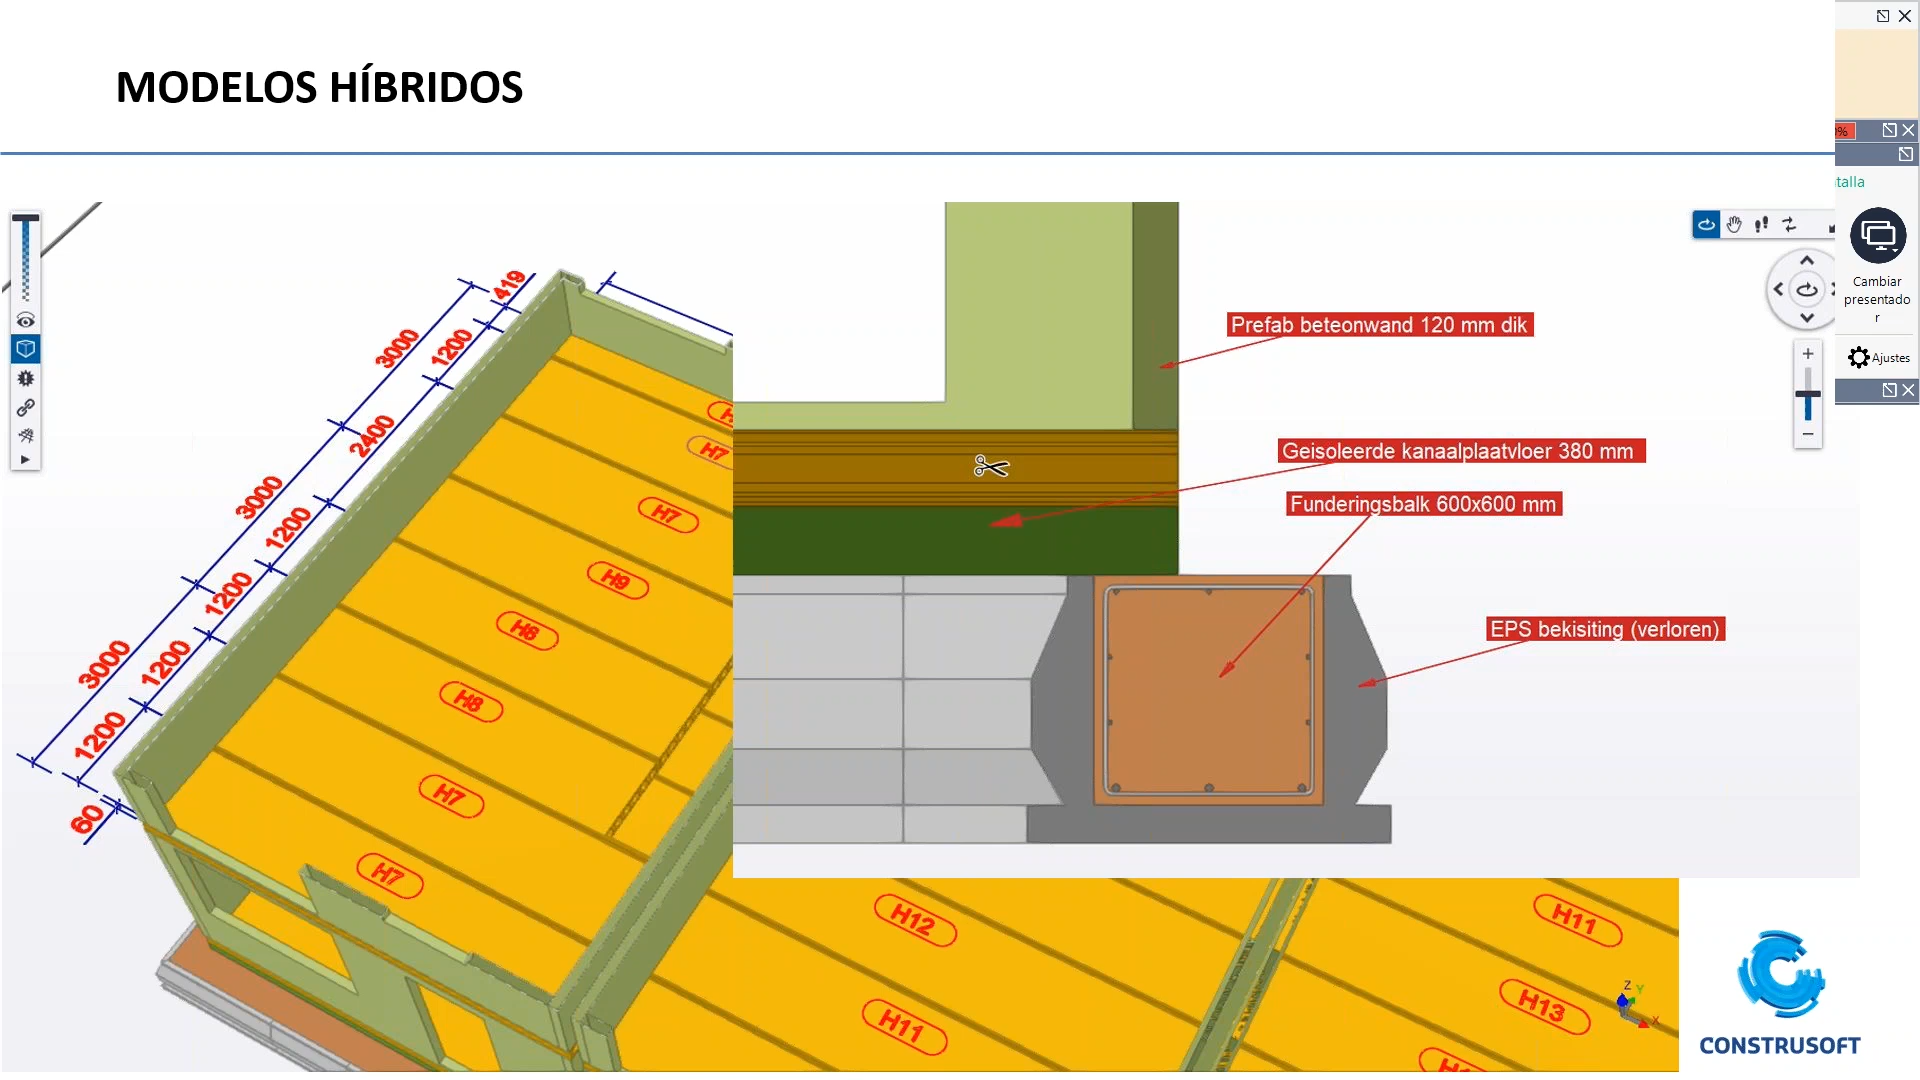 MODELOS HÍBRIDOS
%
talla
Cambiar
presentado
r
Ajustes
Prefab beteonwand 120 mm dik
Geisoleerde kanaalplaatvloer 380 mm
Funderingsbalk 600x600 mm
EPS bekisiting (verloren)
419
3000
1200
2400
3000
1200
1200
3000
1200
1200
60
H7
H7
H9
H8
H8
H7
H7
H12
H11
H11
H13
Z
Y
X
CONSTRUSOFT